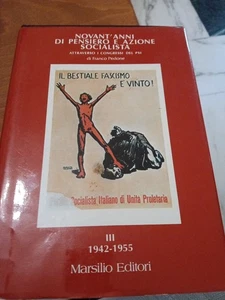 NOVANT'ANNI
DI PENSIERO E AZIONE
SOCIALISTA
ATTRAVERSO I CONGRESSI DEL PSI
di Franco Pedone
IL BESTIALE FASCISMO
E VINTO!
ocialista Italiano di Unità Proletaria
III
1942-1955
Marsilio Editori